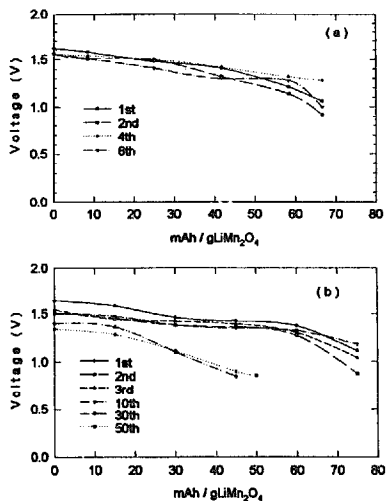 (a)
2.0
1.5
1.0
0.5
0.0
Voltage (V)
1st
2nd
4th
6th
0 10 20 30 40 50 60 70 80
mAh / gLiMn2O4
(b)
2.0
1.5
1.0
0.5
0.0
Voltage (V)
1st
2nd
3rd
10th
30th
50th
0 10 20 30 40 50 60 70 80
mAh / gLiMn2O4